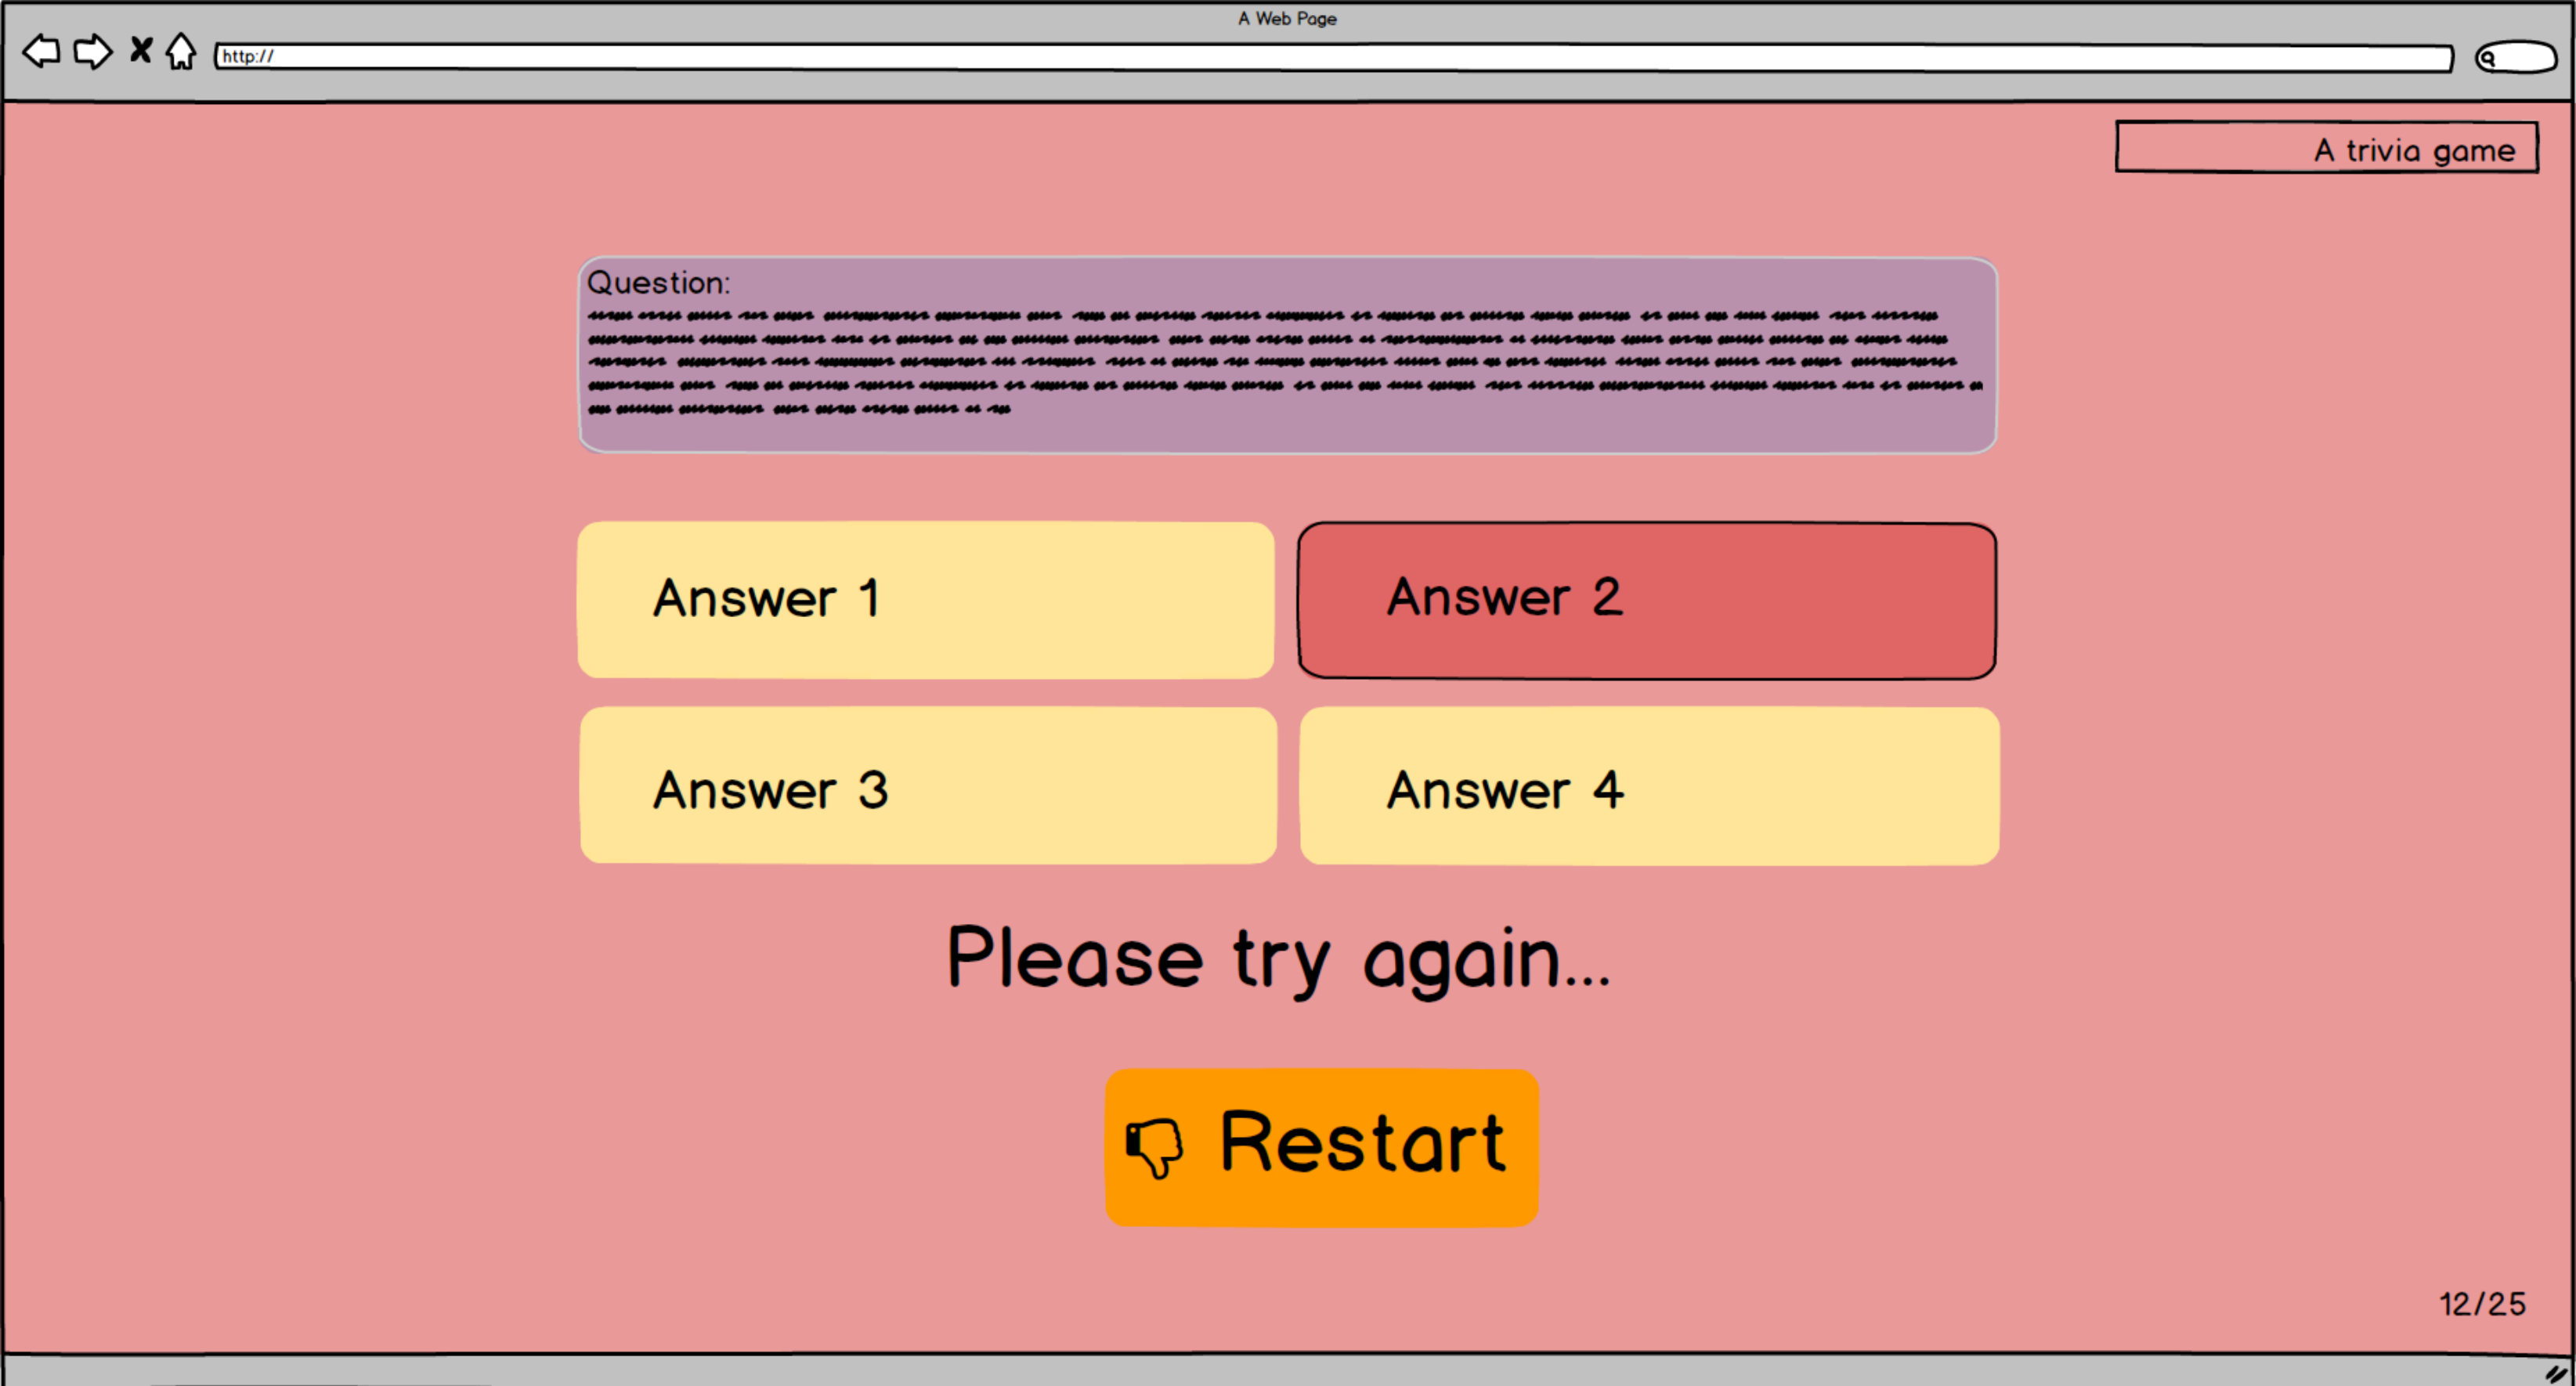 A Web Page
http://
A trivia game
Question:
Answer 1
Answer 2
Answer 3
Answer 4
Please try again...
Restart
12/25